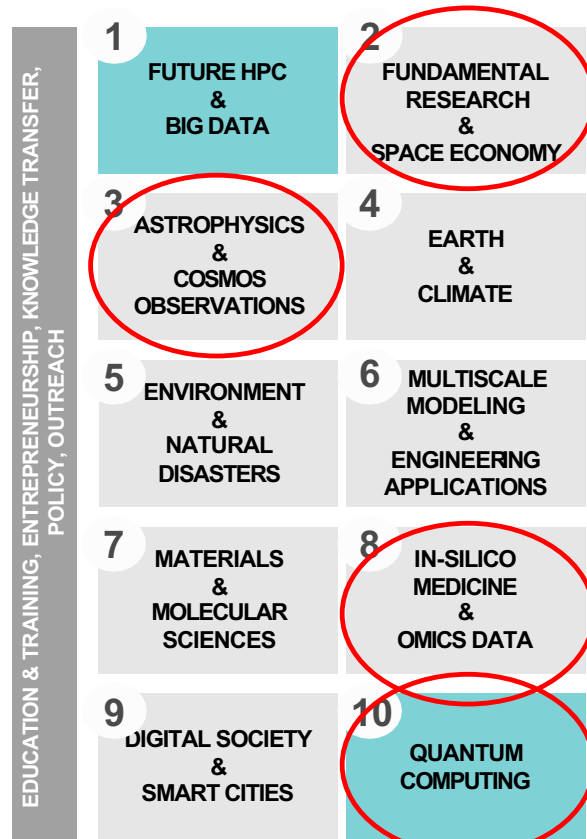 EDUCATION & TRAINING, ENTREPRENEURSHIP, KNOWLEDGE TRANSFER,
POLICY, OUTREACH
1
FUTURE HPC
&
BIG DATA
2
FUNDAMENTAL
RESEARCH
&
SPACE ECONOMY
3
ASTROPHYSICS
&
COSMOS
OBSERVATIONS
4
EARTH
&
CLIMATE
5
ENVIRONMENT
&
NATURAL
DISASTERS
6
MULTISCALE
MODELING
&
ENGINEERING
APPLICATIONS
7
MATERIALS
&
MOLECULAR
SCIENCES
8
IN-SILICO
MEDICINE
&
OMICS DATA
9
DIGITAL SOCIETY
&
SMART CITIES
10
QUANTUM
COMPUTING